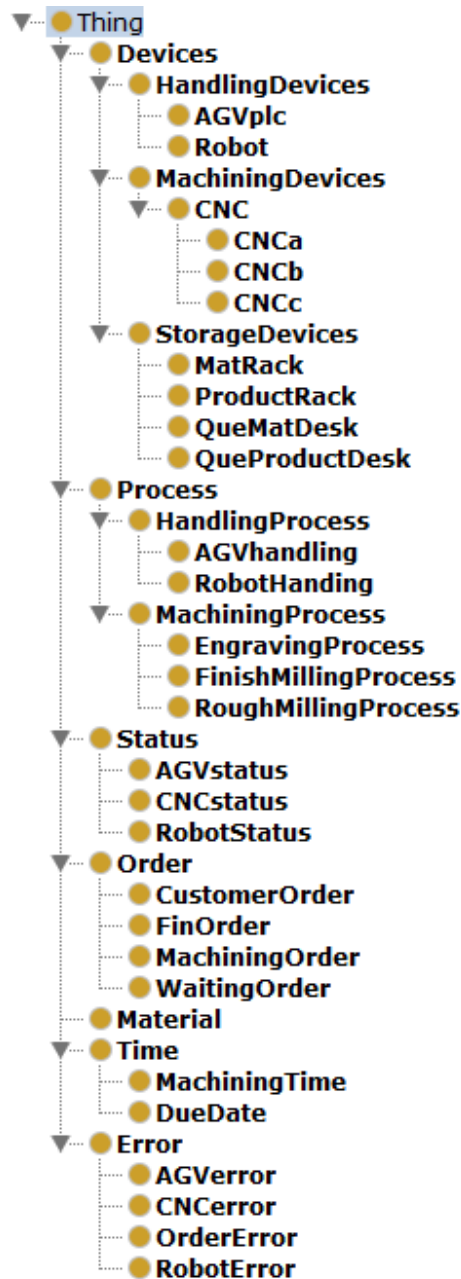 Thing
Devices
HandlingDevices
AGVplc
Robot
MachiningDevices
CNC
CNCa
CNCb
CNCc
StorageDevices
MatRack
ProductRack
QueMatDesk
QueProductDesk
Process
HandlingProcess
AGVhandling
RobotHanding
MachiningProcess
EngravingProcess
FinishMillingProcess
RoughMillingProcess
Status
AGVstatus
CNCstatus
RobotStatus
Order
CustomerOrder
FinOrder
MachiningOrder
WaitingOrder
Material
Time
MachiningTime
DueDate
Error
AGVerror
CNCerror
OrderError
RobotError